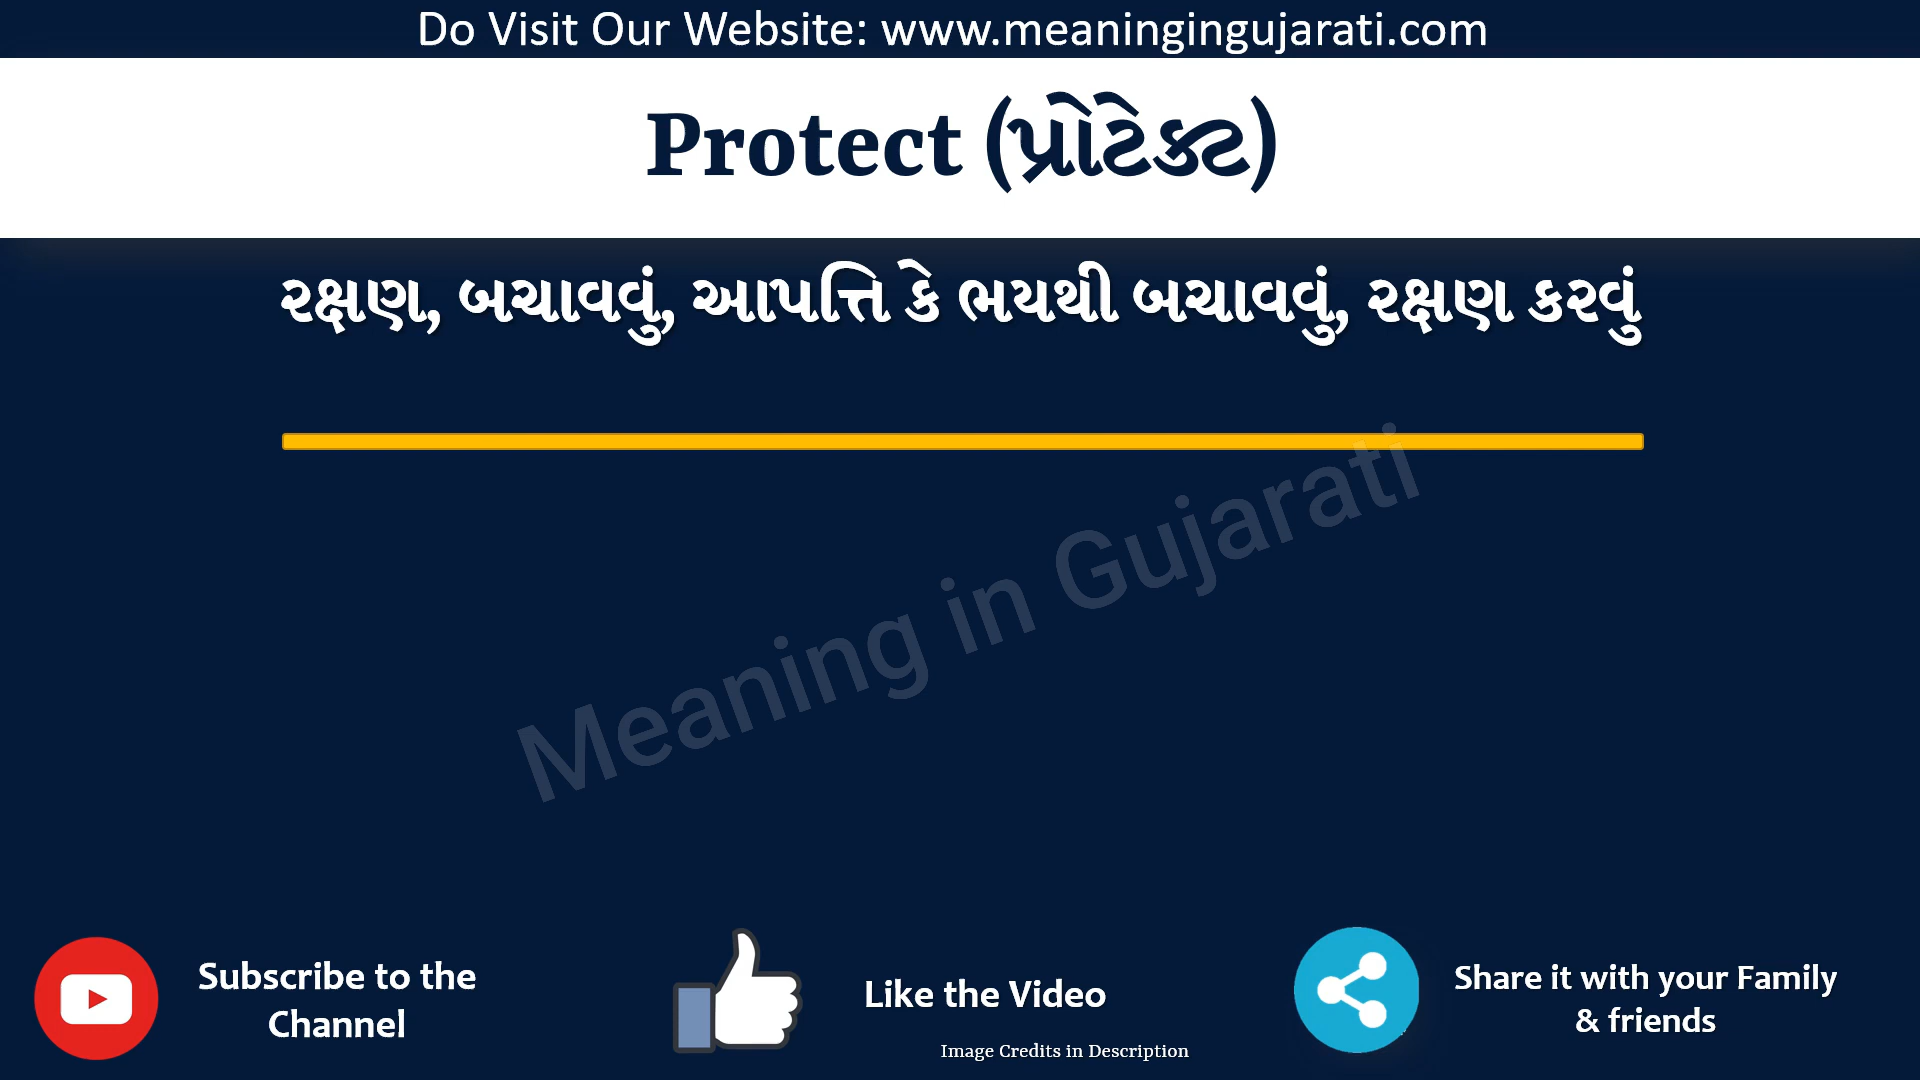 Do Visit Our Website: www.meaningingujarati.com
Protect (પ્રોટેક્ટ)
રક્ષણ, બચાવવું, આપત્તિ કે ભયથી બચાવવું, રક્ષણ કરવું
Meaning in Gujarati
Subscribe to the
Channel
Like the Video
Share it with your Family
& friends
Image Credits in Description